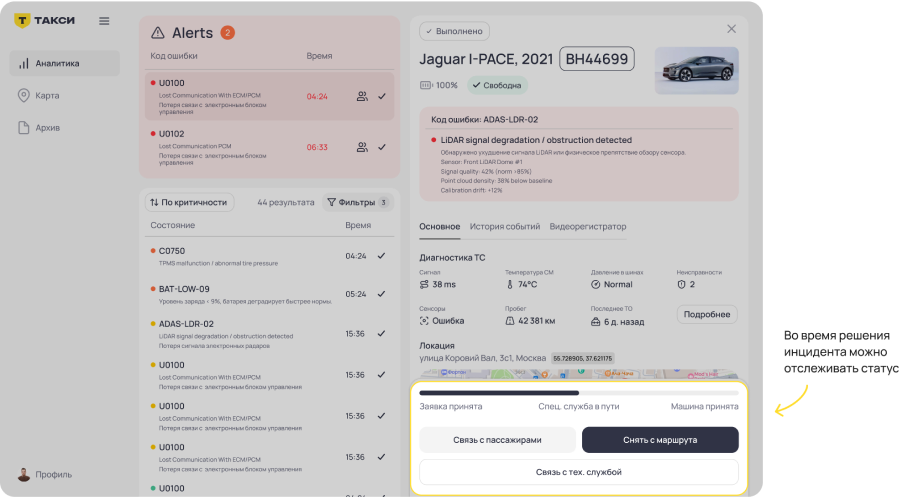 ТАКСИ
Аналитика
Карта
Архив
Профиль
Alerts 2
Код ошибки Время
U0100
Lost Communication With ECM/PCM
Потеря связи с электронным блоком
управления
04:24
U0102
Lost Communication PCM
Потеря связи с электронным блоком
управления
06:33
По критичности 44 результата Фильтры 3
Состояние Время
C0750
TPMS malfunction / abnormal tire pressure
04:24
BAT-LOW-09
Уровень заряда < 9%, батарея деградирует быстрее нормы.
05:24
ADAS-LDR-02
LiDAR signal degradation / obstruction detected
Потеря сигнала электронных радаров
15:36
U0100
Lost Communication With ECM/PCM
Потеря связи с электронным блоком управления
15:36
U0100
Lost Communication With ECM/PCM
Потеря связи с электронным блоком управления
15:36
U0100
Lost Communication With ECM/PCM
Потеря связи с электронным блоком управления
15:36
U0100
Выполнено
Jaguar I-PACE, 2021 BH44699
100% Свободна
Код ошибки: ADAS-LDR-02
LiDAR signal degradation / obstruction detected
Обнаружено ухудшение сигнала LiDAR или физическое препятствие обзору сенсора.
Sensor: Front LiDAR Dome #1
Signal quality: 42% (norm >85%)
Point cloud density: 38% below baseline
Calibration drift: +12%
Основное История событий Видеорегистратор
Диагностика ТС
Сигнал Температура СМ Давление в шинах Неисправности
38 ms 74°C Normal 2
Сенсоры Пробег Последнее ТО
Ошибка 42 381 км 6 д. назад
Подробнее
Локация
улица Коровий Вал, 3с1, Москва 55.728905, 37.621175
Заявка принята Спец. служба в пути Машина принята
Связь с пассажирами Снять с маршрута
Связь с тех. службой
Во время решения
инцидента можно
отслеживать статус